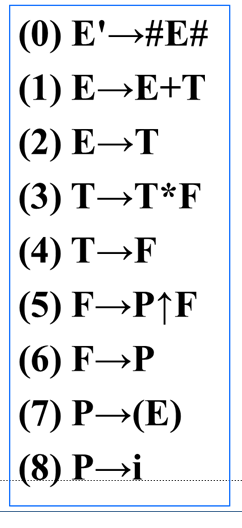 (0) E'→#E#
(1) E→E+T
(2) E→T
(3) T→T*F
(4) T→F
(5) F→P↑F
(6) F→P
(7) P→(E)
(8) P→i